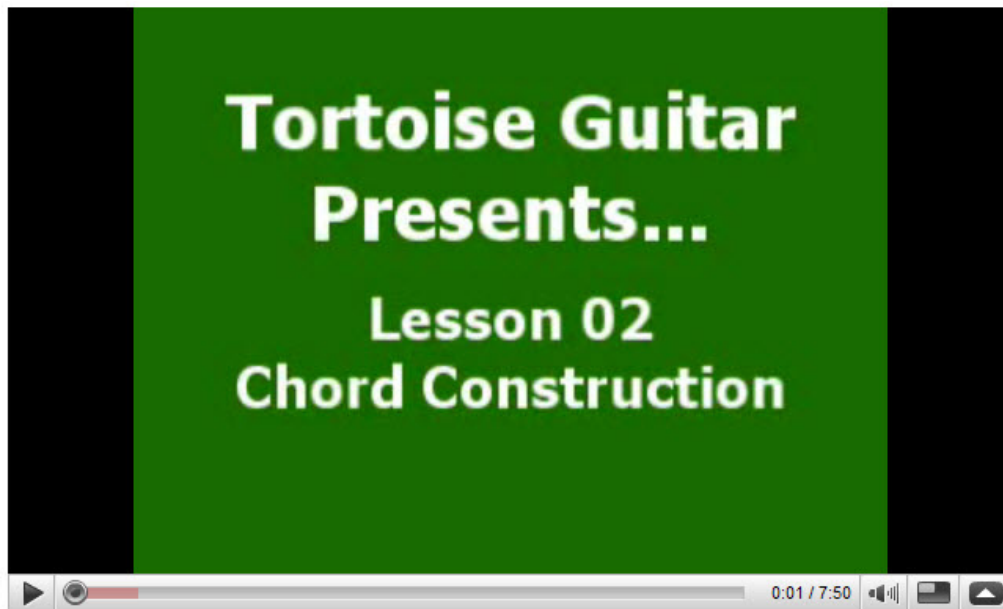 Tortoise Guitar
Presents...
Lesson 02
Chord Construction
0:01 / 7:50